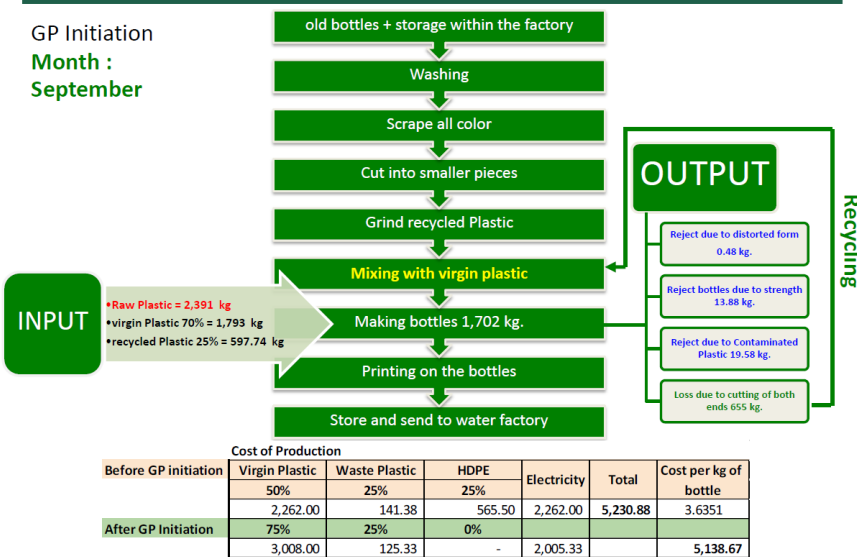 GP Initiation
Month :
September
old bottles + storage within the factory
Washing
Scrape all color
Cut into smaller pieces
Grind recycled Plastic
Mixing with virgin plastic
Making bottles 1,702 kg.
Printing on the bottles
Store and send to water factory
INPUT
•Raw Plastic = 2,391 kg
•virgin Plastic 70% = 1,793 kg
•recycled Plastic 25% = 597.74 kg
OUTPUT
Reject due to distorted form
0.48 kg.
Reject bottles due to strength
13.88 kg.
Reject due to Contaminated
Plastic 19.58 kg.
Loss due to cutting of both
ends 655 kg.
Recycling
Cost of Production
Before GP initiation Virgin Plastic Waste Plastic HDPE Electricity Total Cost per kg of
bottle
50% 25% 25%
2,262.00 141.38 565.50 2,262.00 5,230.88 3.6351
After GP Initiation 75% 25% 0%
3,008.00 125.33 - 2,005.33 5,138.67